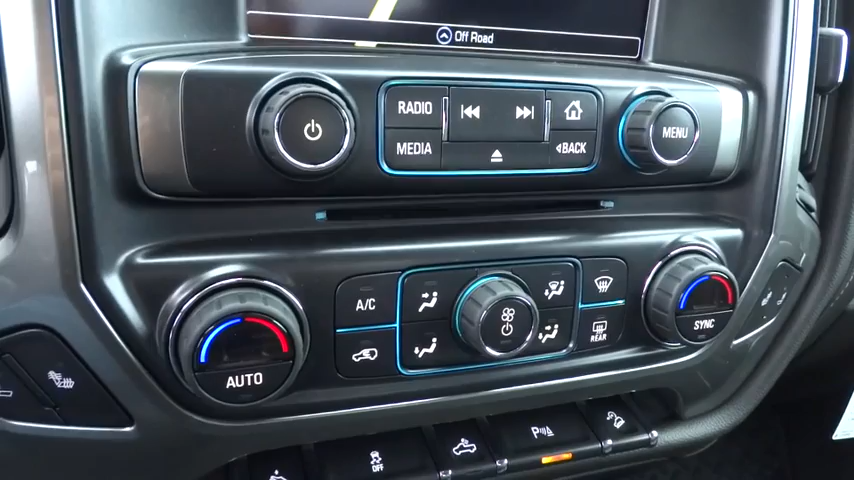 Off Road
RADIO
MENU
MEDIA
BACK
A/C
REAR
SYNC
AUTO
OFF
P